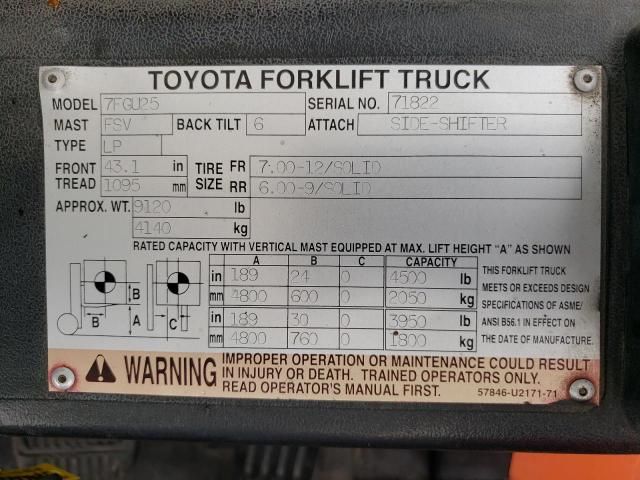 TOYOTA FORKLIFT TRUCK
MODEL 7FGU25 SERIAL NO. 71822
MAST FSV BACK TILT 6 ATTACH SIDE-SHIFTER
TYPE LP
FRONT TREAD 43.1 in 1095 mm
TIRE SIZE FR 7.00-12/SOLID
RR 6.00-9/SOLID
APPROX. WT. 9120 lb
4140 kg
RATED CAPACITY WITH VERTICAL MAST EQUIPPED AT MAX. LIFT HEIGHT "A" AS SHOWN
A B C CAPACITY
in 189 24 0 4500 lb
mm 4800 600 0 2050 kg
in 189 30 0 3950 lb
mm 4800 760 0 1800 kg
B
B A C
THIS FORKLIFT TRUCK
MEETS OR EXCEEDS DESIGN
SPECIFICATIONS OF ASME/
ANSI B56.1 IN EFFECT ON
THE DATE OF MANUFACTURE.
WARNING
IMPROPER OPERATION OR MAINTENANCE COULD RESULT
IN INJURY OR DEATH. TRAINED OPERATORS ONLY.
READ OPERATOR'S MANUAL FIRST.
57846-U2171-71